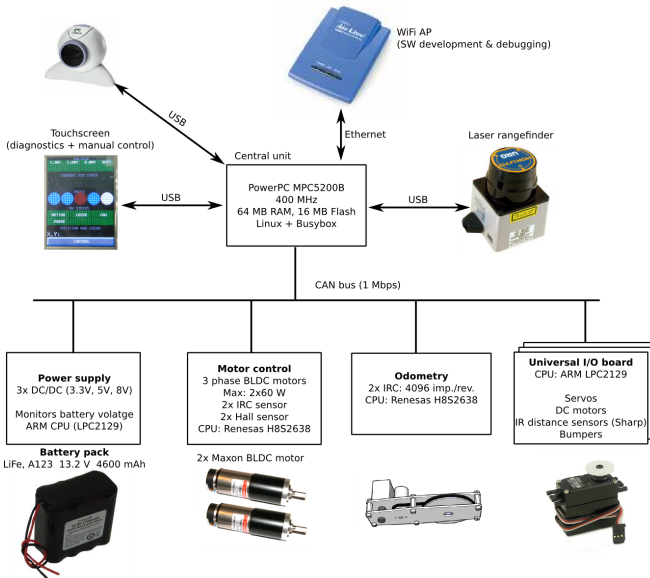 WiFi AP
(SW development & debugging)
Air Live
USB
Ethernet
Touchscreen
(diagnostics + manual control)
Central unit
Laser rangefinder
PowerPC MPC5200B
400 MHz
64 MB RAM, 16 MB Flash
Linux + Busybox
USB
USB
X,Y:
CAN bus (1 Mbps)
Power supply
3x DC/DC (3.3V, 5V, 8V)
Monitors battery volatge
ARM CPU (LPC2129)
Motor control
3 phase BLDC motors
Max: 2x60 W
2x IRC sensor
2x Hall sensor
CPU: Renesas H8S2638
Odometry
2x IRC: 4096 imp./rev.
CPU: Renesas H8S2638
Universal I/O board
CPU: ARM LPC2129
Servos
DC motors
IR distance sensors (Sharp)
Bumpers
Battery pack
LiFe, A123 13.2 V 4600 mAh
2x Maxon BLDC motor